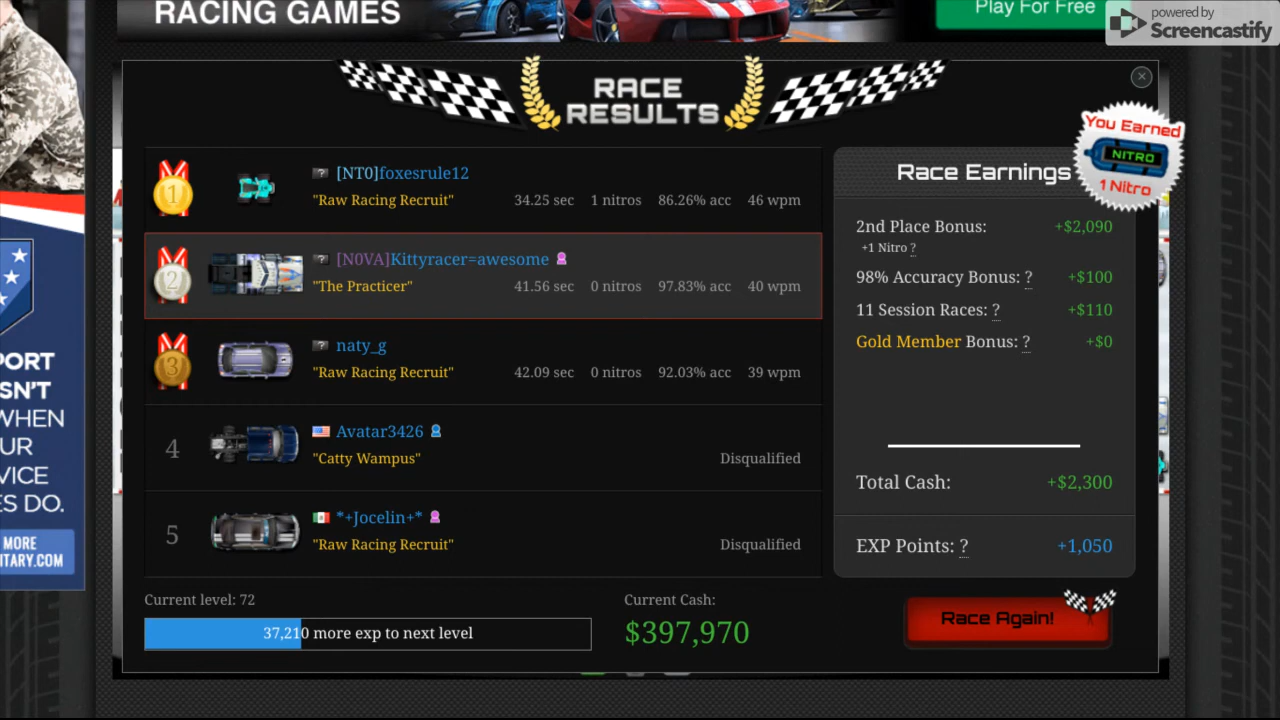 RACING GAMES
Play For Free
powered by
Screencastify
RACE
RESULTS
You Earned
NITRO
1 Nitro
1
[NT0]foxesrule12
"Raw Racing Recruit" 34.25 sec 1 nitros 86.26% acc 46 wpm
2
[N0VA]Kittyracer=awesome
"The Practicer" 41.56 sec 0 nitros 97.83% acc 40 wpm
3
naty_g
"Raw Racing Recruit" 42.09 sec 0 nitros 92.03% acc 39 wpm
4
Avatar3426
"Catty Wampus" Disqualified
5
*+Jocelin+*
"Raw Racing Recruit" Disqualified
Race Earnings
2nd Place Bonus: +$2,090
+1 Nitro ?
98% Accuracy Bonus: ? +$100
11 Session Races: ? +$110
Gold Member Bonus: ? +$0
Total Cash: +$2,300
EXP Points: ? +1,050
Current level: 72
37,210 more exp to next level
Current Cash:
$397,970
Race Again!
PORT
SN'T
WHEN
UR
VICE
ES DO.
MORE
ITARY.COM